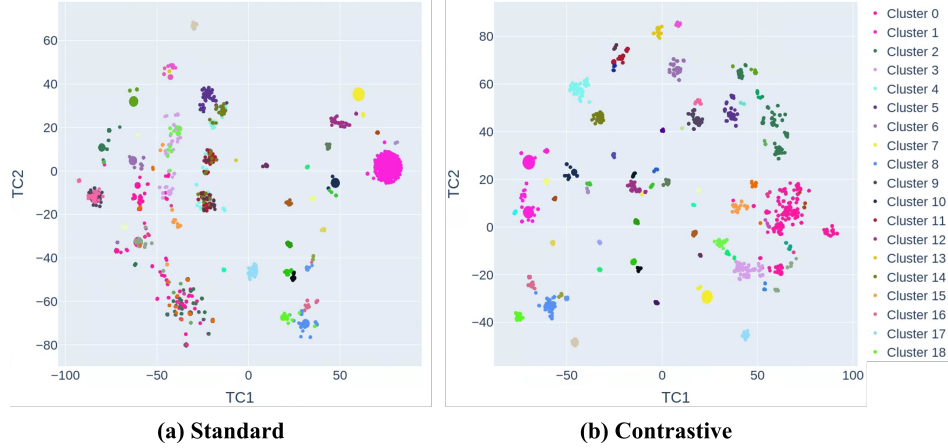 60
40
20
0
−20
−40
−60
−80
TC2
−100
−50
0
50
TC1
80
60
40
20
0
−20
−40
TC2
−50
0
50
100
TC1
Cluster 0
Cluster 1
Cluster 2
Cluster 3
Cluster 4
Cluster 5
Cluster 6
Cluster 7
Cluster 8
Cluster 9
Cluster 10
Cluster 11
Cluster 12
Cluster 13
Cluster 14
Cluster 15
Cluster 16
Cluster 17
Cluster 18
(a) Standard
(b) Contrastive